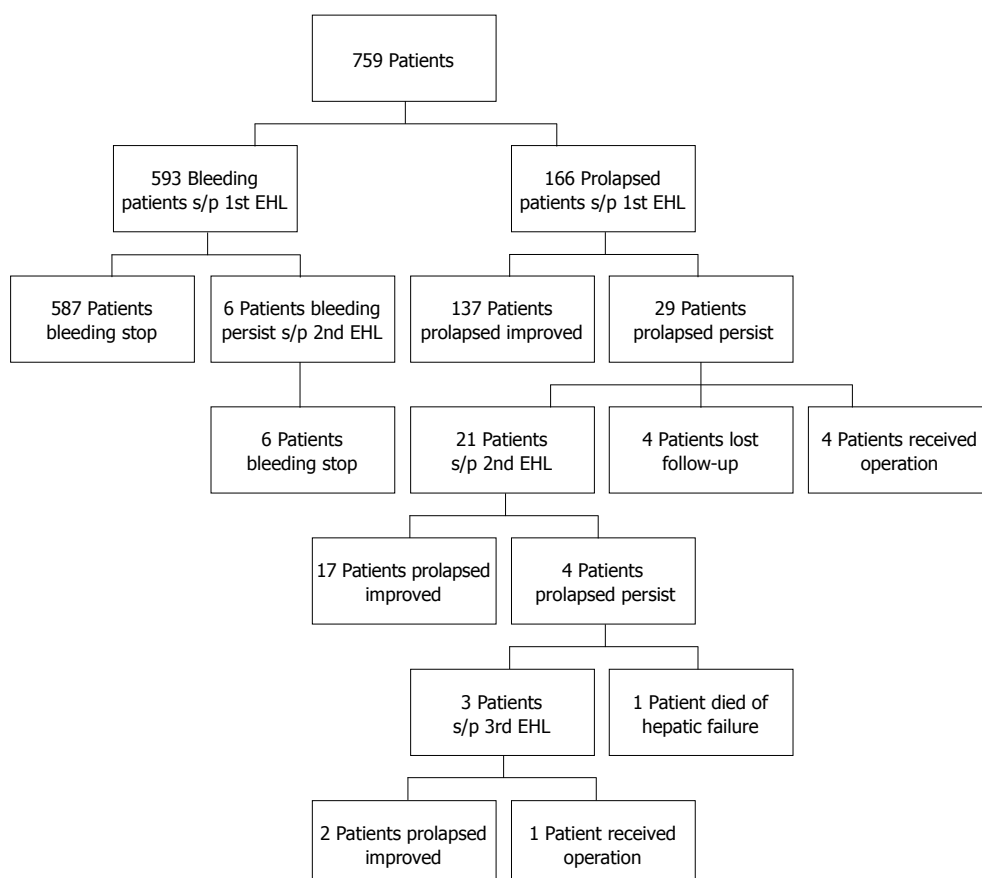 759 Patients
593 Bleeding
patients s/p 1st EHL
166 Prolapsed
patients s/p 1st EHL
587 Patients
bleeding stop
6 Patients bleeding
persist s/p 2nd EHL
137 Patients
prolapsed improved
29 Patients
prolapsed persist
6 Patients
bleeding stop
21 Patients
s/p 2nd EHL
4 Patients lost
follow-up
4 Patients received
operation
17 Patients prolapsed
improved
4 Patients
prolapsed persist
3 Patients
s/p 3rd EHL
1 Patient died of
hepatic failure
2 Patients prolapsed
improved
1 Patient received
operation